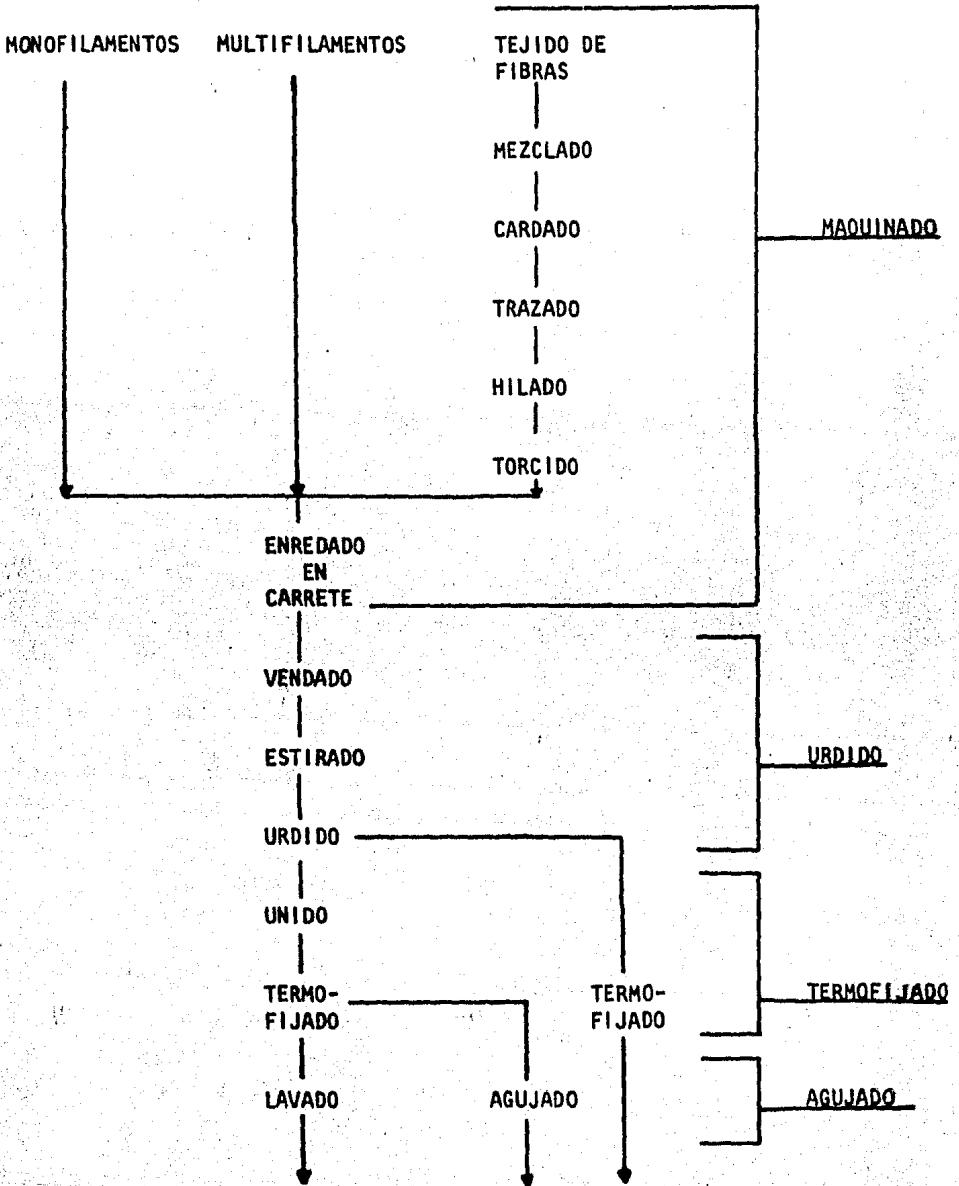 MONOFILAMENTOS
MULTIFILAMENTOS
TEJIDO DE
FIBRAS
MEZCLADO
CARDADO
MAQUINADO
TRAZADO
HILADO
TORCIDO
ENREDADO
EN
CARRETE
VENDADO
ESTIRADO
URDIDO
URDIDO
UNIDO
TERMO-
FIJADO
TERMO-
FIJADO
TERMOFIJADO
LAVADO
AGUJADO
AGUJADO